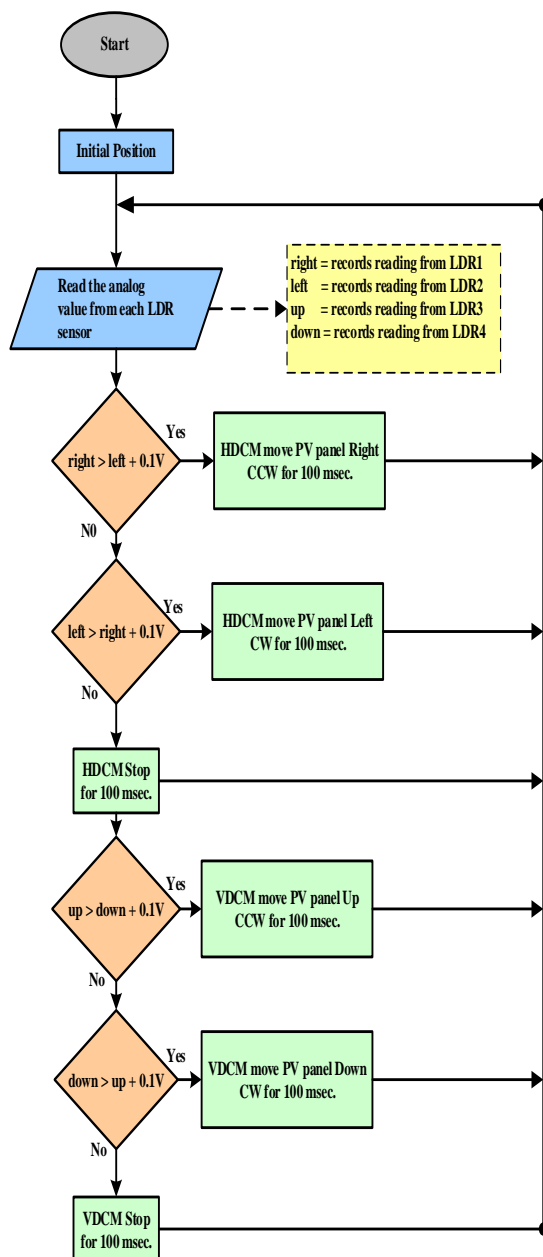 Start
Initial Position
Read the analog
value from each LDR
sensor
right = records reading from LDR1
left = records reading from LDR2
up = records reading from LDR3
down = records reading from LDR4
right > left + 0.1V
Yes
HDCM move PV panel Right
CCW for 100 msec.
N0
left > right + 0.1V
Yes
HDCM move PV panel Left
CW for 100 msec.
No
HDCM Stop
for 100 msec.
up > down + 0.1V
Yes
VDCM move PV panel Up
CCW for 100 msec.
No
down > up + 0.1V
Yes
VDCM move PV panel Down
CW for 100 msec.
No
VDCM Stop
for 100 msec.